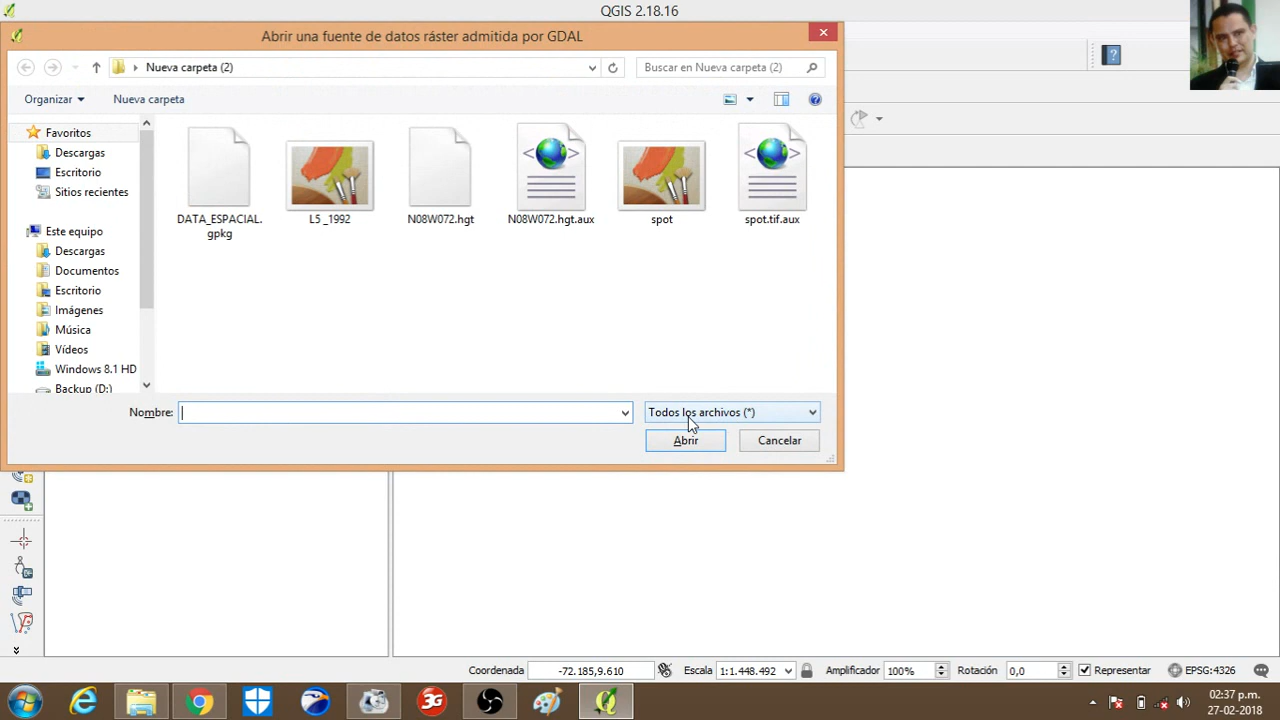 QGIS 2.18.16
Abrir una fuente de datos ráster admitida por GDAL
Nueva carpeta (2)
Buscar en Nueva carpeta (2)
Organizar
Nueva carpeta
Favoritos
Descargas
Escritorio
Sitios recientes
Este equipo
Descargas
Documentos
Escritorio
Imágenes
Música
Vídeos
Windows 8.1 HD
Backup (D:)
DATA_ESPACIAL.
gpkg
L5_1992
N08W072.hgt
N08W072.hgt.aux
spot
spot.tif.aux
Nombre:
Todos los archivos (*)
Abrir
Cancelar
Coordenada
-72.185,9.610
Escala
1:1.448.492
Amplificador
100%
Rotación
0,0
Representar
EPSG:4326
3G
02:37 p.m.
27-02-2018